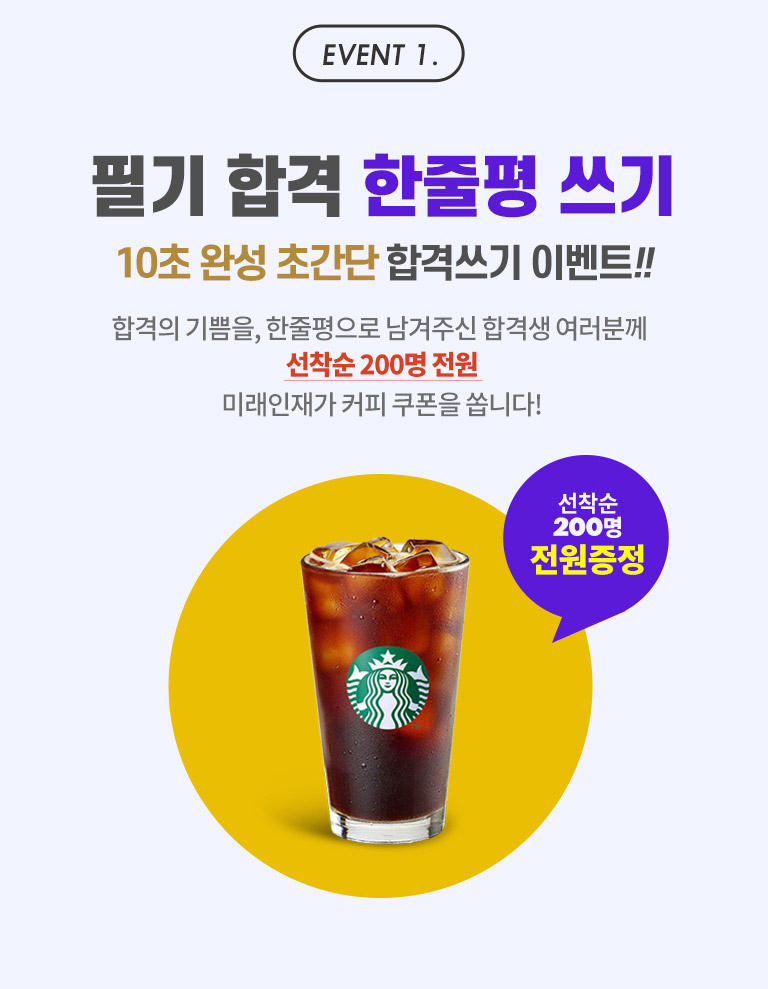 EVENT 1.
필기 합격 한줄평 쓰기
10초 완성 초간단 합격쓰기 이벤트!!
합격의 기쁨을, 한줄평으로 남겨주신 합격생 여러분께
선착순 200명 전원
미래인재가 커피 쿠폰을 쏩니다!
선착순
200명
전원증정